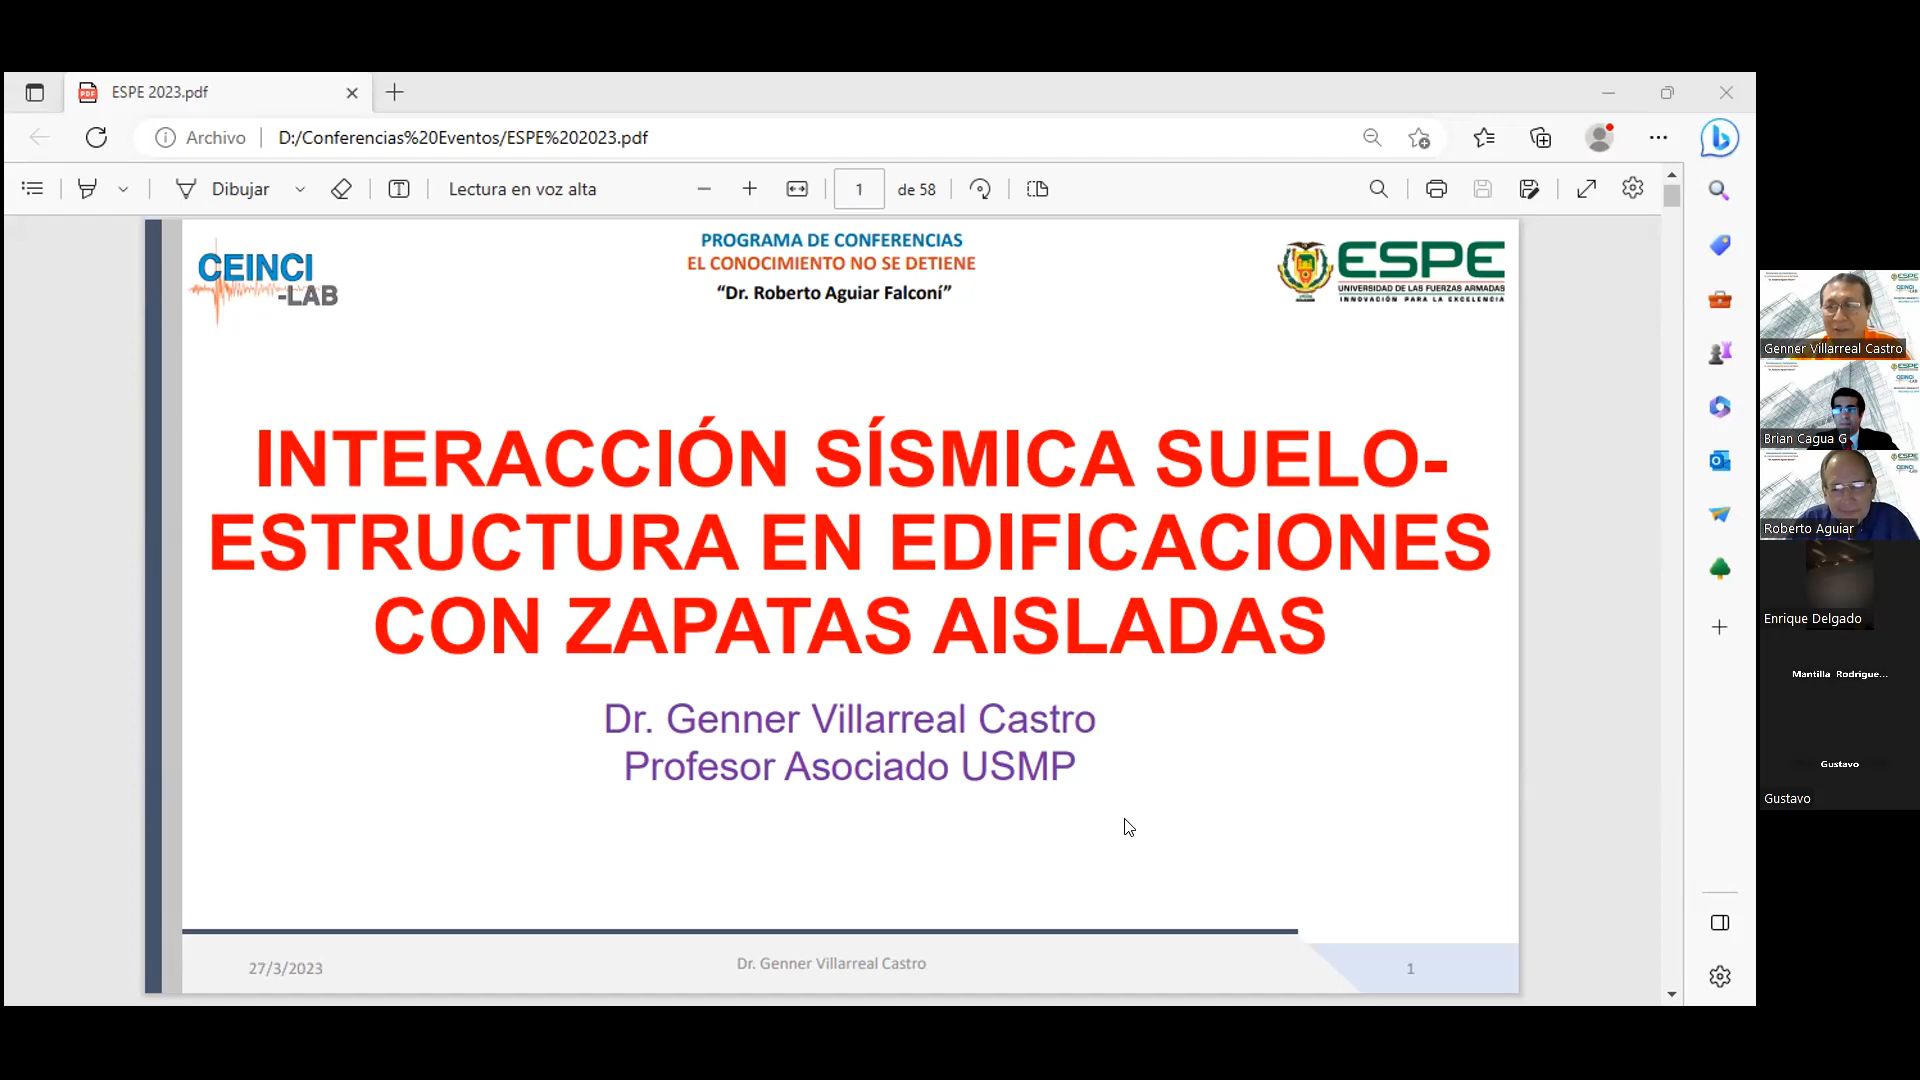 ESPE 2023.pdf
Archivo
D:/Conferencias%20Eventos/ESPE%202023.pdf
Dibujar
Lectura en voz alta
1
de 58
CEINCI
-LAB
PROGRAMA DE CONFERENCIAS
EL CONOCIMIENTO NO SE DETIENE
“Dr. Roberto Aguiar Falconí”
ESPE
UNIVERSIDAD DE LAS FUERZAS ARMADAS
INNOVACIÓN PARA LA EXCELENCIA
INTERACCIÓN SÍSMICA SUELO-
ESTRUCTURA EN EDIFICACIONES
CON ZAPATAS AISLADAS
Dr. Genner Villarreal Castro
Profesor Asociado USMP
27/3/2023
Dr. Genner Villarreal Castro
1
Genner Villarreal Castro
Brian Cagua G
Roberto Aguiar
Enrique Delgado
Mantilla Rodrigue...
Gustavo
Gustavo